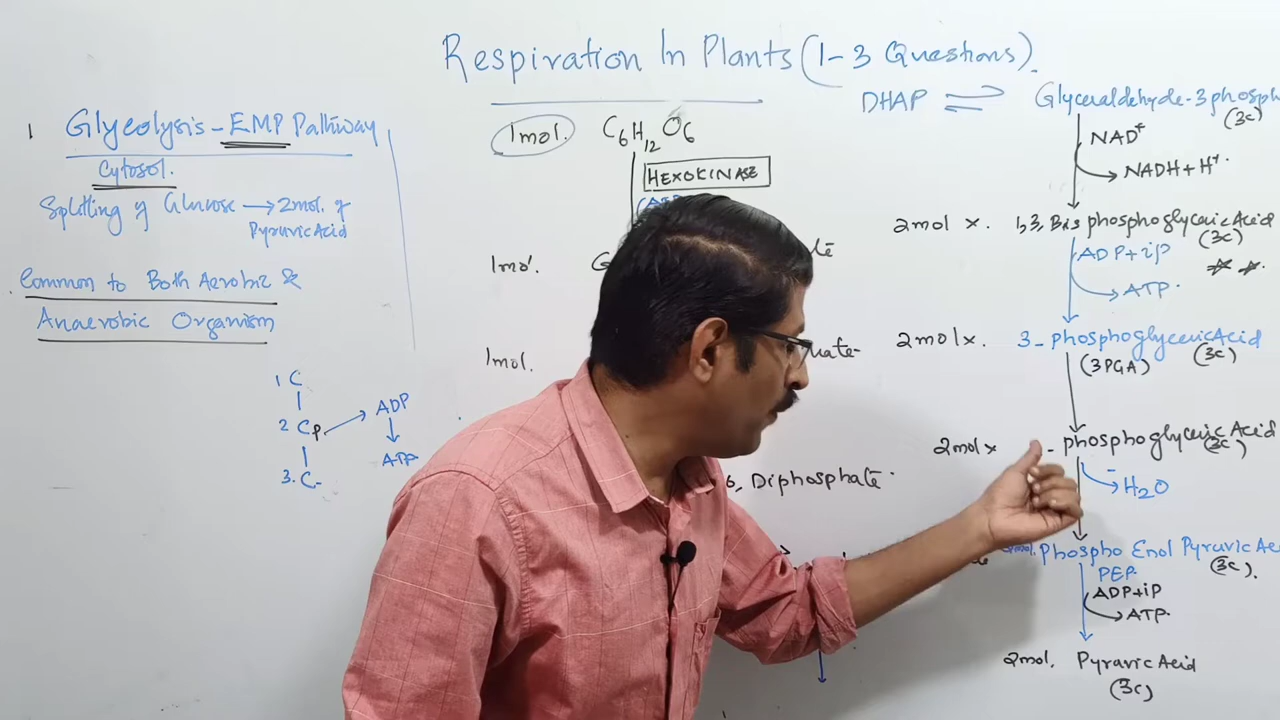 Respiration In Plants (1-3 Questions).
1 Glycolysis - EMP Pathway
Cytosol.
Splitting of Glucose → 2mol. of
Pyruvic Acid
Common to Both Aerobic &
Anaerobic Organism
1 C
2 C P → ADP
ATP
3. C-
1mol. C6H12O6
HEXOKINASE
1mol.
1mol.
6, Diphosphate
DHAP ⇌ Glyceraldehyde-3 phosph
(3c)
NAD+
NADH + H+.
2mol x. 1,3, Bis phosphoglyceric Acid
(3c)
ADP + iP
ATP.
2molx. 3- phosphoglyceric Acid
(3PGA) (3c)
2molx - phosphoglyceric Acid
(3c)
H2O
2mol. Phospho Enol Pyruvic Ac
PEP. (3c).
ADP+iP
ATP.
2mol. Pyravic Acid
(3c)